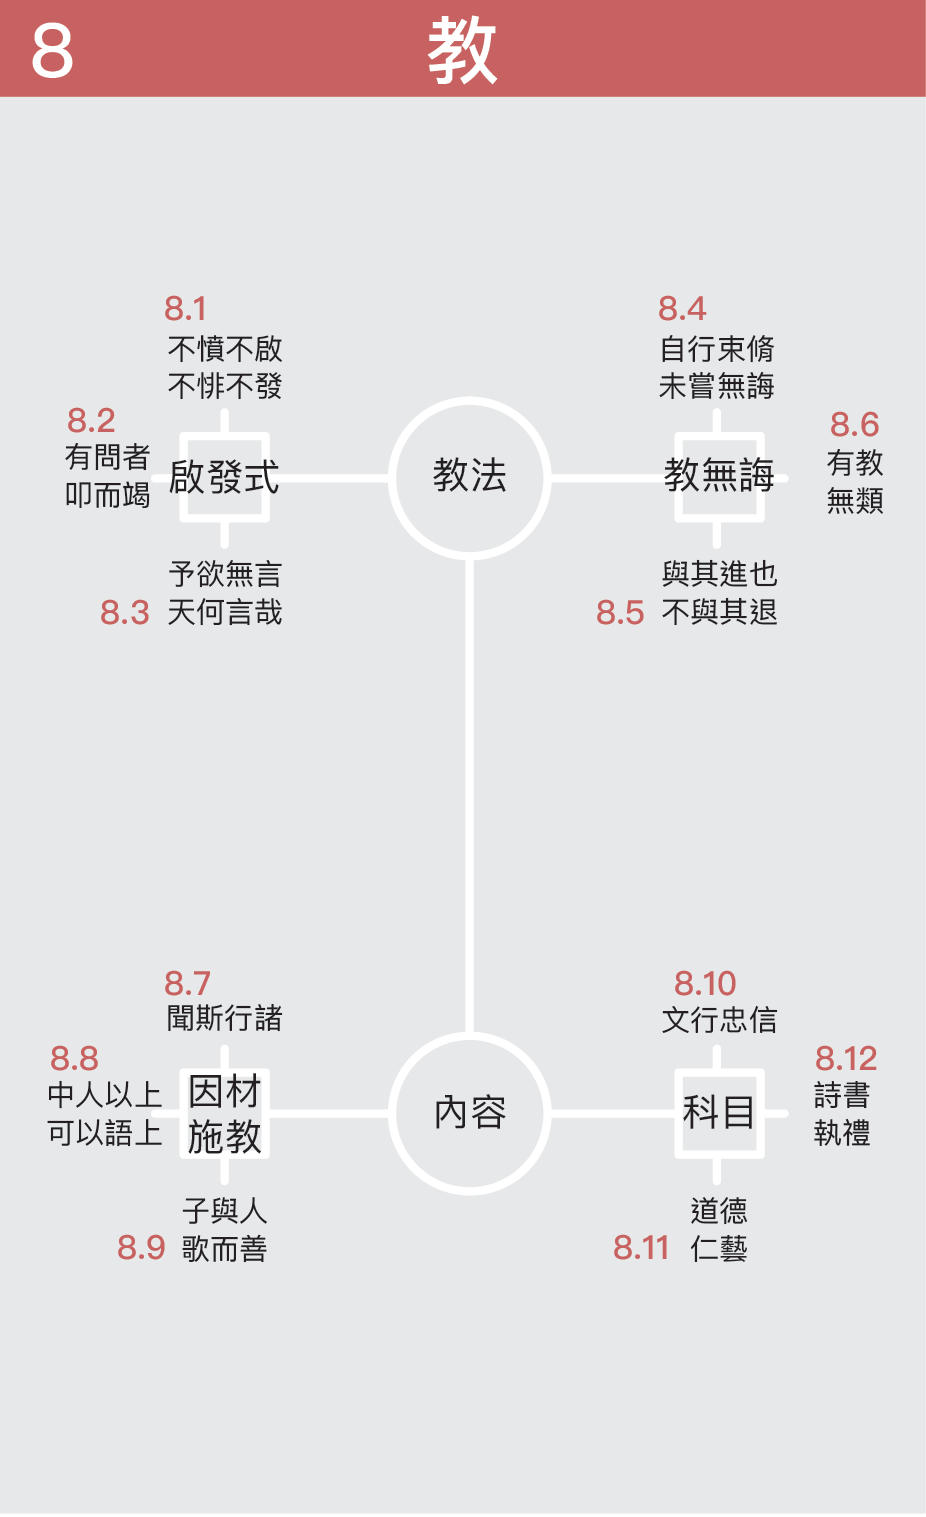 8
教
8.1
不憤不啟
不悱不發
8.2
有問者
叩而竭
啟發式
8.3
予欲無言
天何言哉
教法
8.4
自行束脩
未嘗無誨
教無誨
8.6
有教
無類
8.5
與其進也
不與其退
8.7
聞斯行諸
8.8
中人以上
可以語上
因材
施教
8.9
子與人
歌而善
內容
8.10
文行忠信
科目
8.12
詩書
執禮
8.11
道德
仁藝